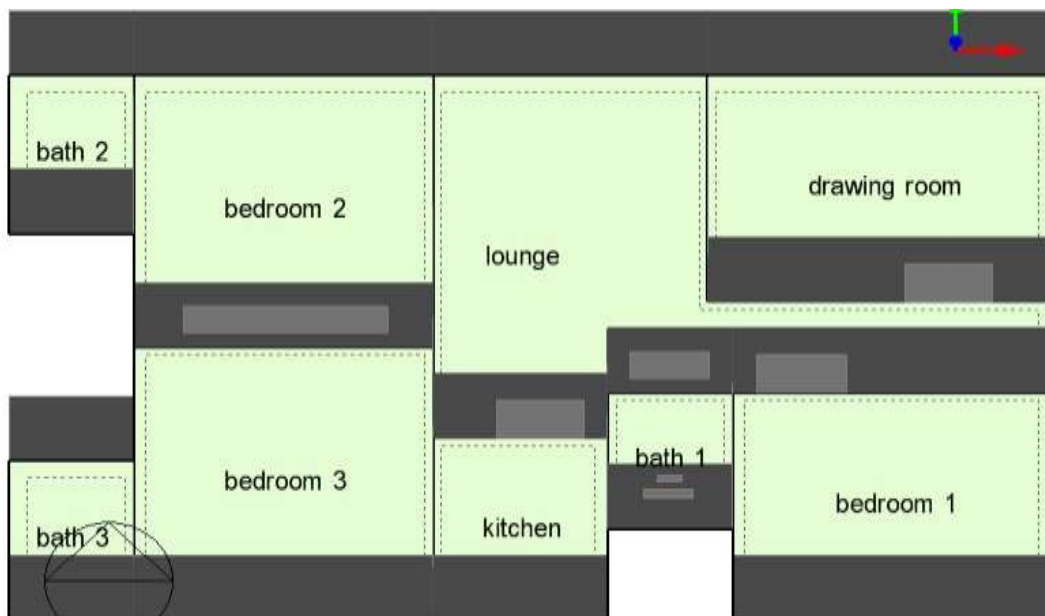 bath 2
bedroom 2
drawing room
lounge
bedroom 3
bath 1
bedroom 1
kitchen
bath 3